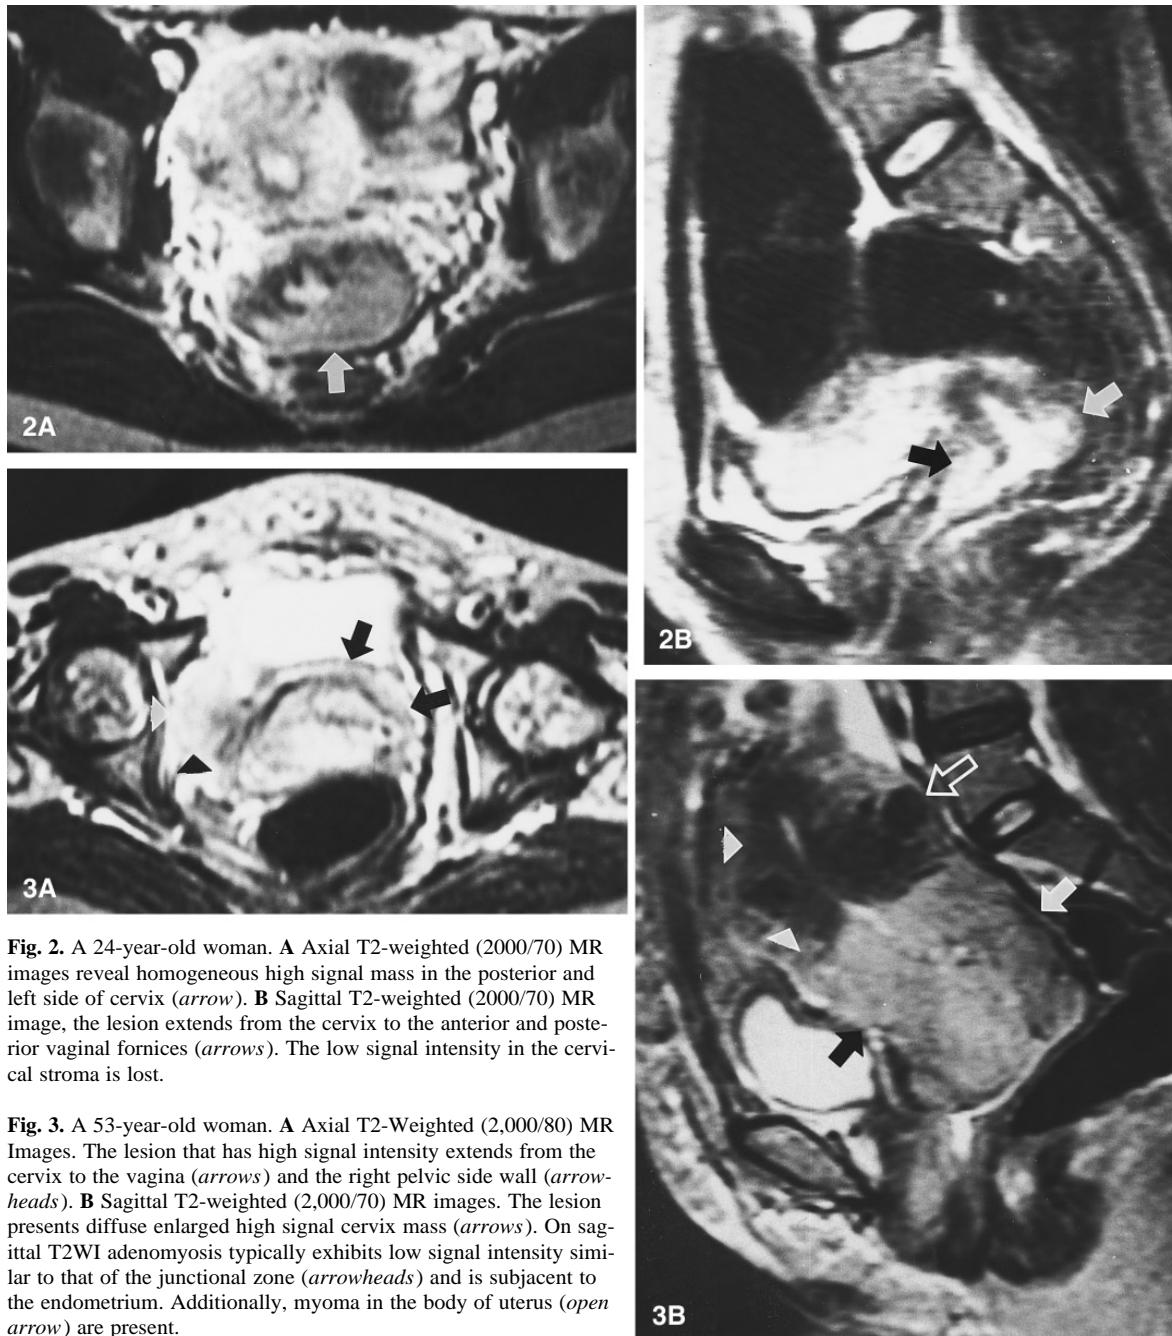 2A
2B
3A
3B
Fig. 2. A 24-year-old woman. A Axial T2-weighted (2000/70) MR
images reveal homogeneous high signal mass in the posterior and
left side of cervix (arrow). B Sagittal T2-weighted (2000/70) MR
image, the lesion extends from the cervix to the anterior and poste-
rior vaginal fornices (arrows). The low signal intensity in the cervi-
cal stroma is lost.
Fig. 3. A 53-year-old woman. A Axial T2-Weighted (2,000/80) MR
Images. The lesion that has high signal intensity extends from the
cervix to the vagina (arrows) and the right pelvic side wall (arrow-
heads). B Sagittal T2-weighted (2,000/70) MR images. The lesion
presents diffuse enlarged high signal cervix mass (arrows). On sag-
ittal T2WI adenomyosis typically exhibits low signal intensity simi-
lar to that of the junctional zone (arrowheads) and is subjacent to
the endometrium. Additionally, myoma in the body of uterus (open
arrow) are present.